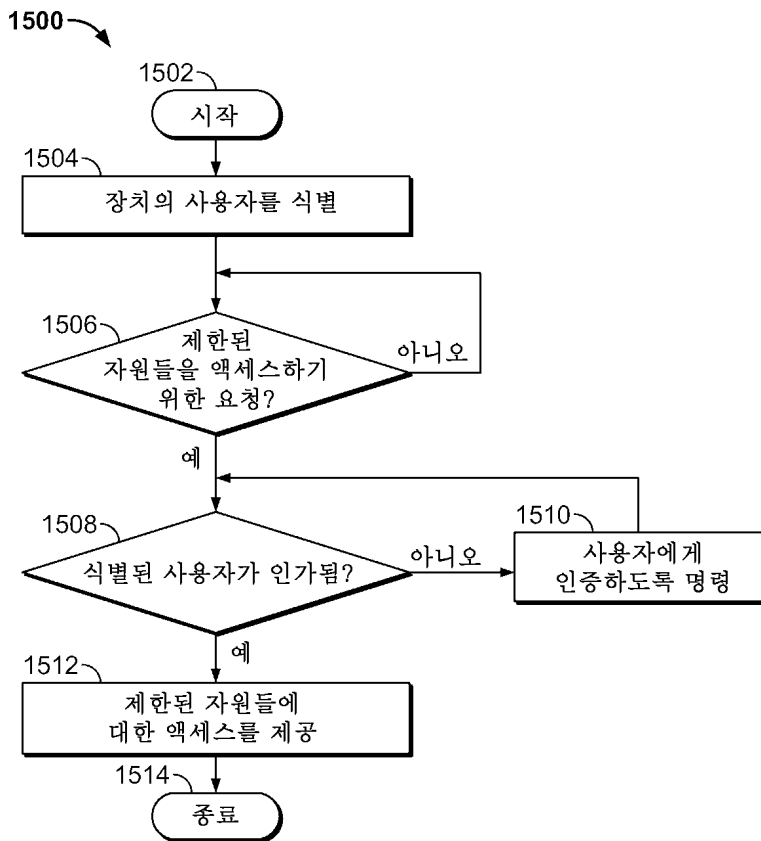 1500
1502
시작
1504
장치의 사용자를 식별
1506
제한된
자원들을 액세스하기
위한 요청?
아니오
예
1508
식별된 사용자가 인가됨?
아니오
1510
사용자에게
인증하도록 명령
예
1512
제한된 자원들에
대한 액세스를 제공
1514
종료